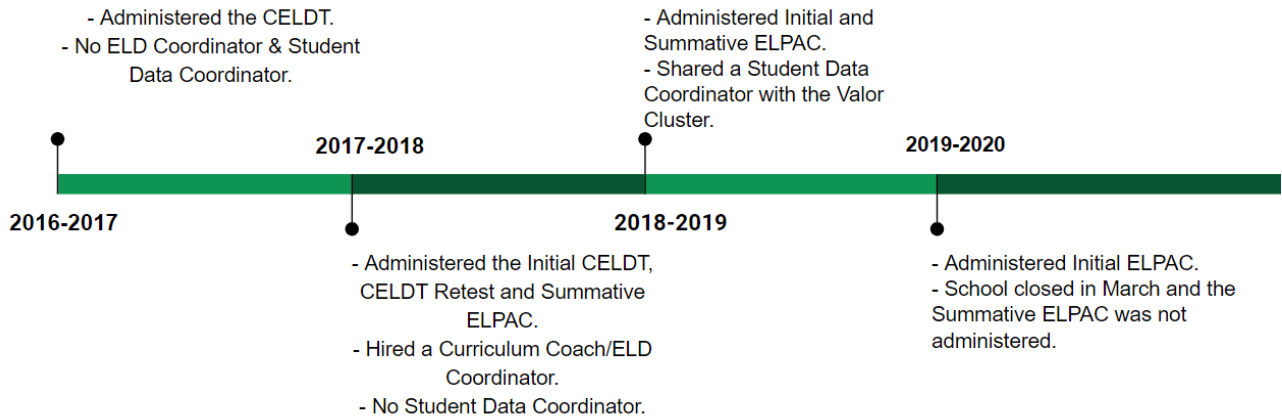 - Administered the CELDT.
- No ELD Coordinator & Student
Data Coordinator.
2016-2017
2017-2018
- Administered the Initial CELDT,
CELDT Retest and Summative
ELPAC.
- Hired a Curriculum Coach/ELD
Coordinator.
- No Student Data Coordinator.
- Administered Initial and
Summative ELPAC.
- Shared a Student Data
Coordinator with the Valor
Cluster.
2018-2019
2019-2020
- Administered Initial ELPAC.
- School closed in March and the
Summative ELPAC was not
administered.